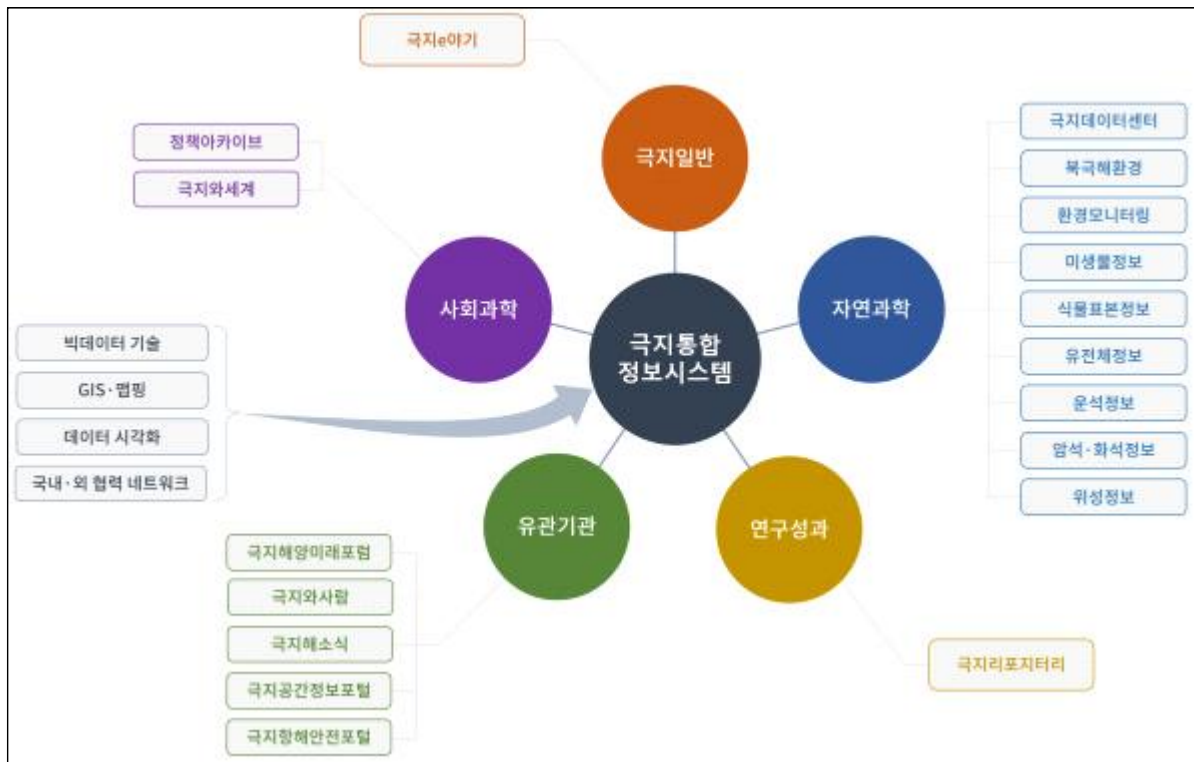 극지e야기
극지일반
정책아카이브
극지와세계
사회과학
극지통합
정보시스템
자연과학
극지데이터센터
북극해환경
환경모니터링
미생물정보
식물표본정보
유전체정보
운석정보
암석·화석정보
위성정보
빅데이터 기술
GIS·맵핑
데이터 시각화
국내·외 협력 네트워크
유관기관
연구성과
극지해양미래포럼
극지와사람
극지해소식
극지공간정보포털
극지항해안전포털
극지리포지터리